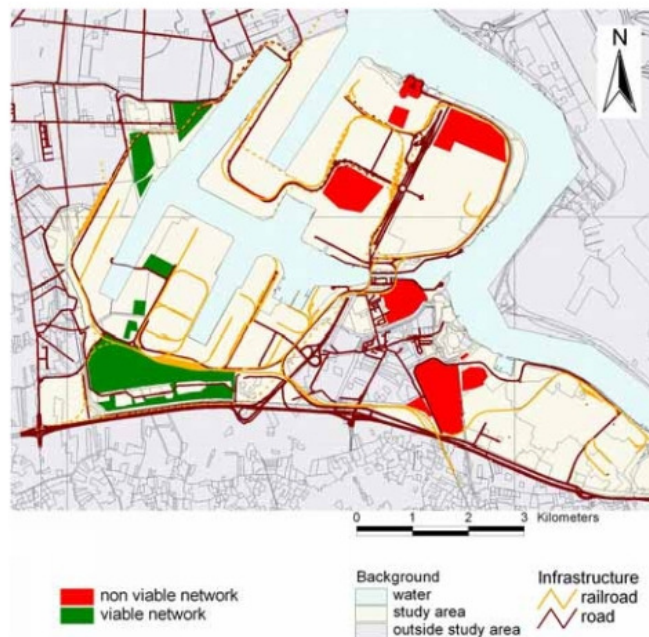 N
0 1 2 3 Kilometers
non viable network
viable network
Background
water
study area
outside study area
Infrastructure
railroad
road